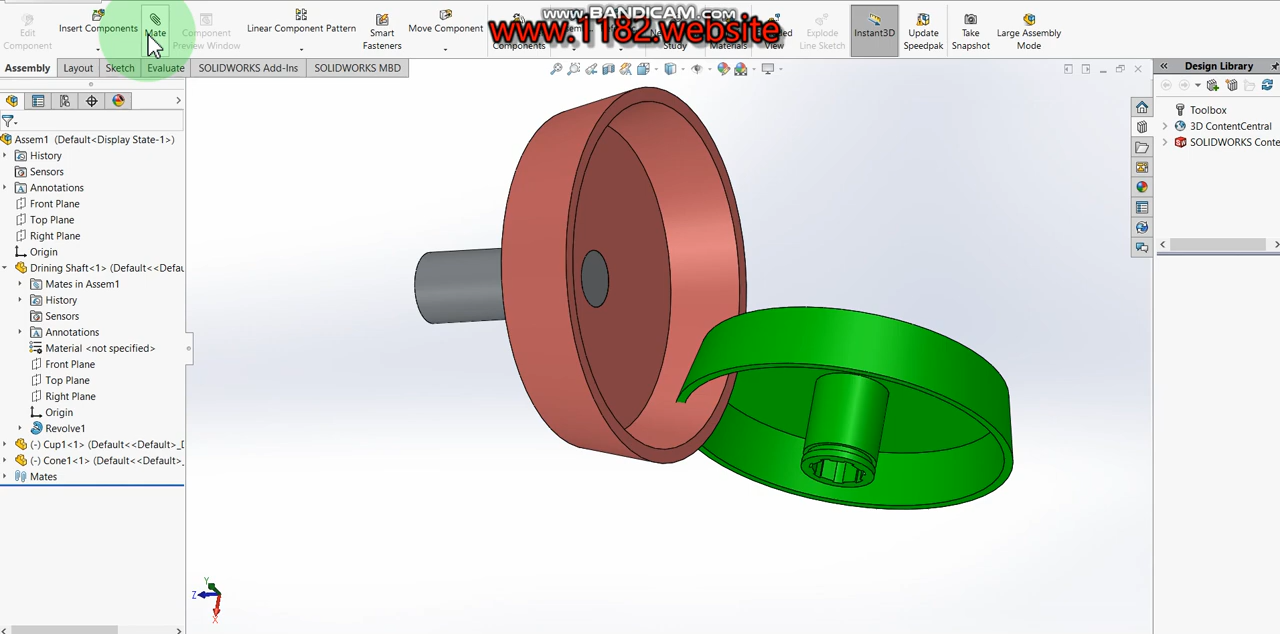 www.BANDICAM.com
www.1182.website
Edit
Component
Insert Components
Mate
Component
Preview Window
Linear Component Pattern
Smart
Fasteners
Move Component
Components
Study
Materials
View
Instant3D
Explode
Line Sketch
Update
Speedpak
Take
Snapshot
Large Assembly
Mode
Assembly
Layout
Sketch
Evaluate
SOLIDWORKS Add-Ins
SOLIDWORKS MBD
Assem1 (Default<Display State-1>)
History
Sensors
Annotations
Front Plane
Top Plane
Right Plane
Origin
Drining Shaft<1> (Default<<Defau
Mates in Assem1
History
Sensors
Annotations
Material <not specified>
Front Plane
Top Plane
Right Plane
Origin
Revolve1
(-) Cup1<1> (Default<<Default>_D
(-) Cone1<1> (Default<<Default>_
Mates
Y
Z
X
Design Library
Toolbox
3D ContentCentral
SOLIDWORKS Conte